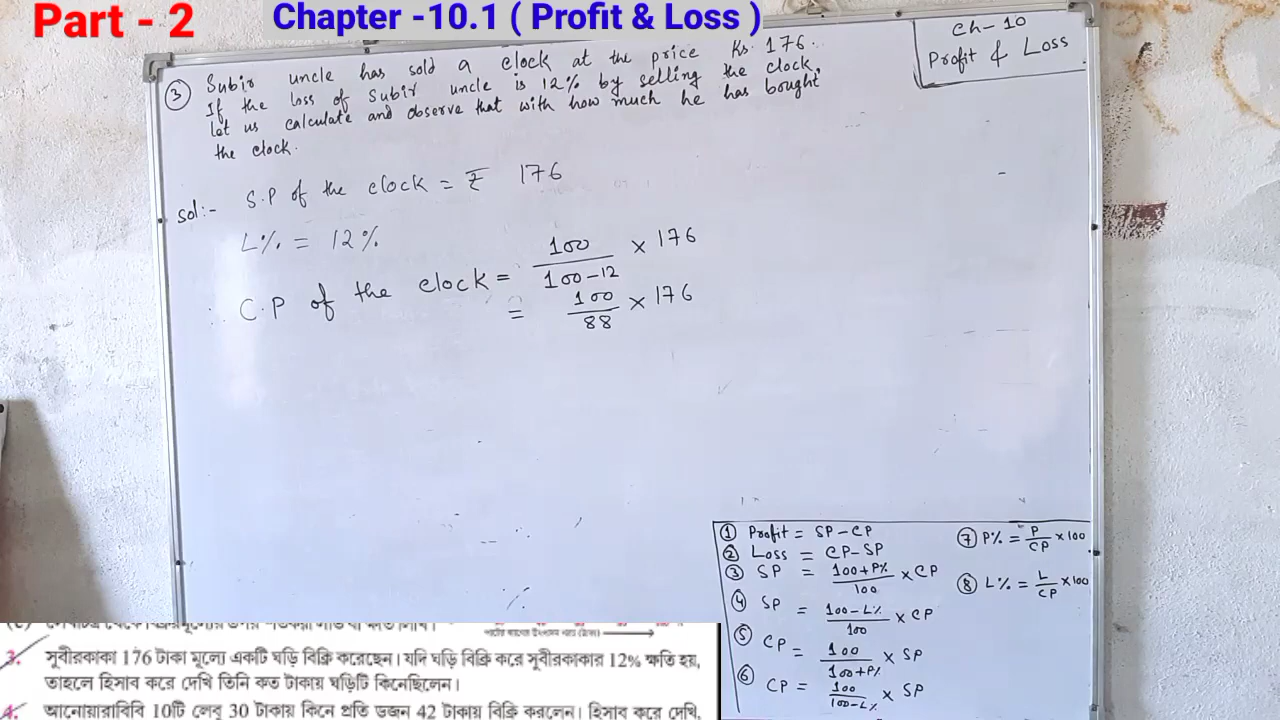 Part - 2
Chapter -10.1 ( Profit & Loss )
Ch-10
Profit & Loss
③ Subir uncle has sold a clock at the price Rs. 176.
If the loss of Subir uncle is 12% by selling the clock,
let us calculate and observe that with how much he has bought
the clock.
Sol:- S.P of the clock = ₹ 176
L% = 12%
C.P of the clock = 100/100-12 × 176
= 100/88 × 176
① Profit = SP-CP
② Loss = CP-SP
③ SP = 100+P%/100 × CP
④ SP = 100-L%/100 × CP
⑤ CP = 100/100+P% × SP
⑥ CP = 100/100-L% × SP
⑦ P% = P/CP × 100
⑧ L% = L/CP × 100
3. সুবীরকাকা 176 টাকা মূল্যে একটি ঘড়ি বিক্রি করেছেন। যদি ঘড়ি বিক্রি করে সুবীরকাকার 12% ক্ষতি হয়,
তাহলে হিসাব করে দেখি তিনি কত টাকায় ঘড়িটি কিনেছিলেন।
4. আনোয়ারাবিবি 10টি লেবু 30 টাকায় কিনে প্রতি ডজন 42 টাকায় বিক্রি করলেন। হিসাব করে দেখি,